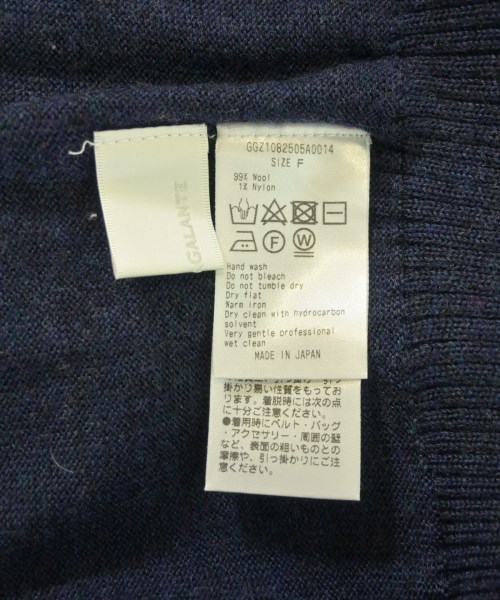 GALANTE
GGZ1082505A0014
SIZE F
99% Wool
1% Nylon
F
W
Hand wash
Do not bleach
Do not tumble dry
Dry flat
Warm iron
Dry clean with hydrocarbon
solvent
Very gentle professional
wet clean
MADE IN JAPAN
掛かり易い性質をもってお
ります。着脱時には次の点
に十分ご注意ください。
●着用時にベルト・バッグ
・アクセサリー・周囲の壁
など、表面の粗いものとの
摩擦や、引っ掛かりにご注
意ください。